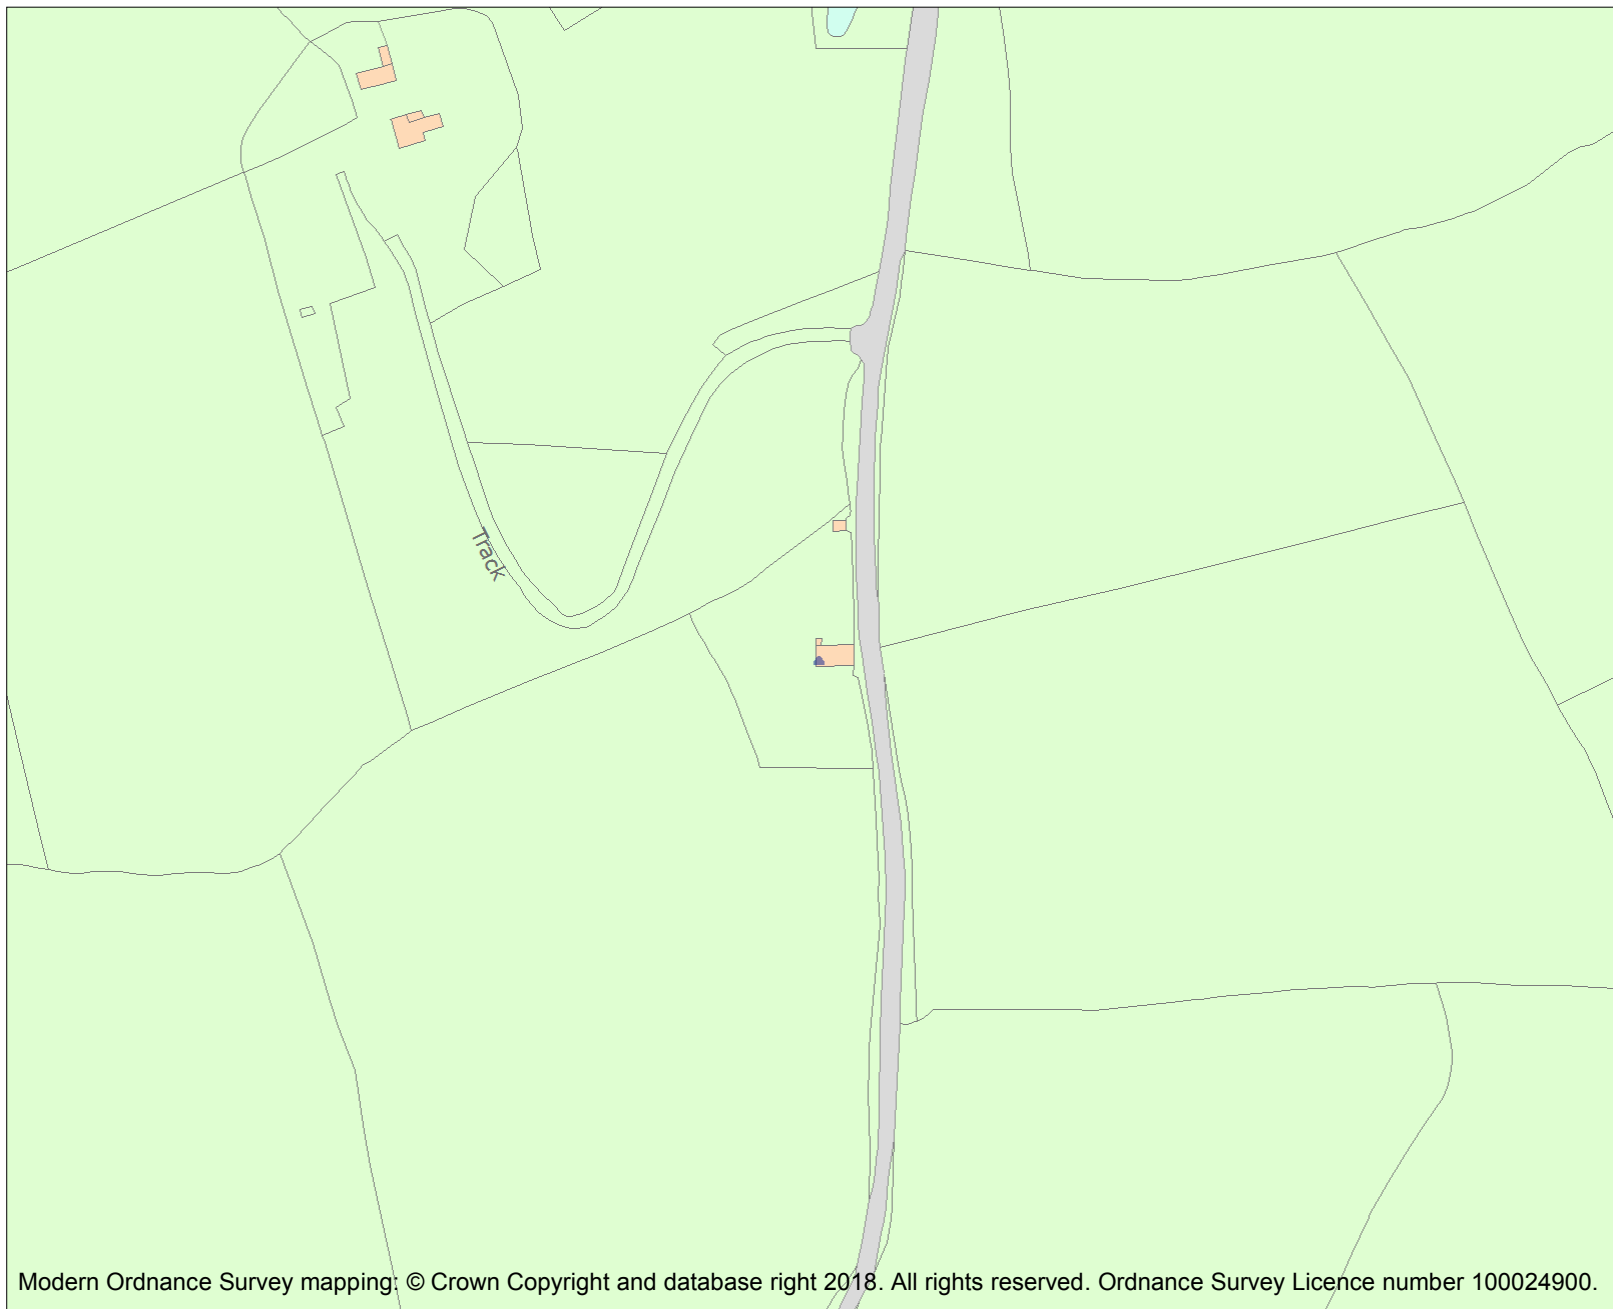 Track
Modern Ordnance Survey mapping: © Crown Copyright and database right 2018. All rights reserved. Ordnance Survey Licence number 100024900.